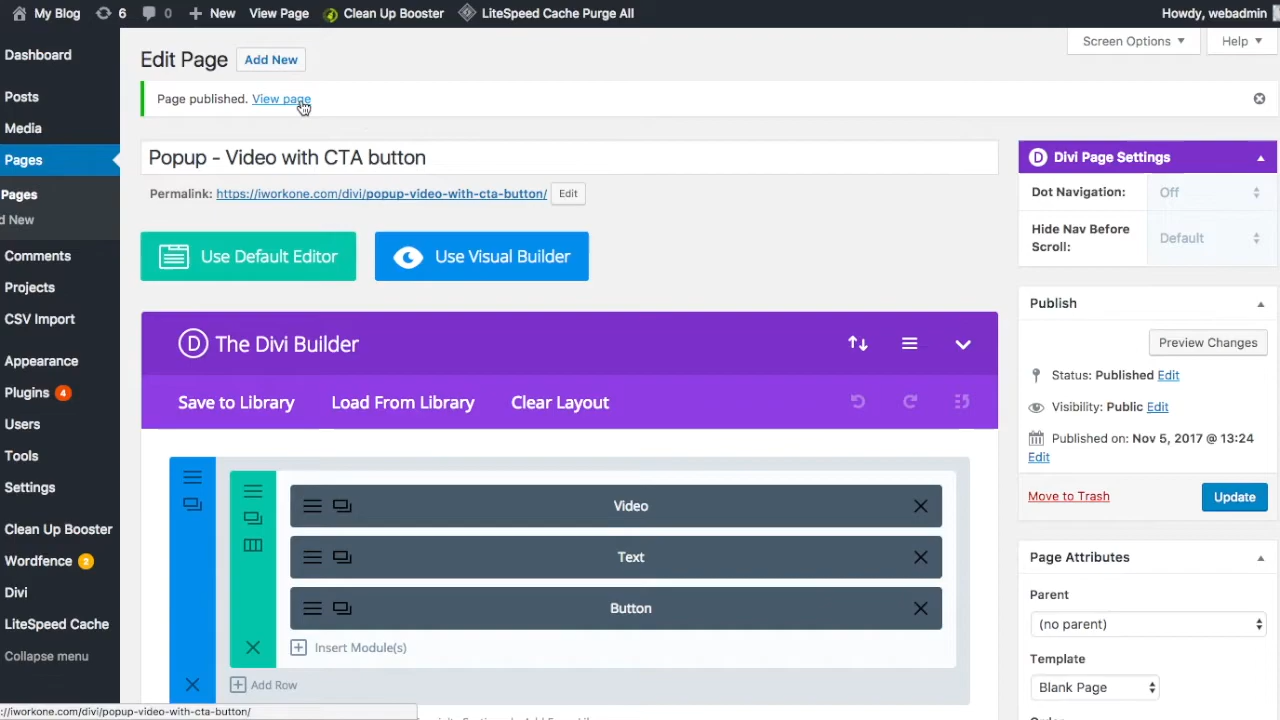 My Blog 6 0 New View Page Clean Up Booster LiteSpeed Cache Purge All Howdy, webadmin
Screen Options Help
Dashboard
Posts
Media
Pages
Pages
d New
Comments
Projects
CSV Import
Appearance
Plugins 4
Users
Tools
Settings
Clean Up Booster
Wordfence 2
Divi
LiteSpeed Cache
Collapse menu
Edit Page Add New
Page published. View page
Popup - Video with CTA button
Permalink: https://iworkone.com/divi/popup-video-with-cta-button/ Edit
Use Default Editor Use Visual Builder
D The Divi Builder
Save to Library Load From Library Clear Layout
Video
Text
Button
Insert Module(s)
Add Row
D Divi Page Settings
Dot Navigation: Off
Hide Nav Before
Scroll: Default
Publish
Preview Changes
Status: Published Edit
Visibility: Public Edit
Published on: Nov 5, 2017 @ 13:24
Edit
Move to Trash Update
Page Attributes
Parent
(no parent)
Template
Blank Page
://iworkone.com/divi/popup-video-with-cta-button/